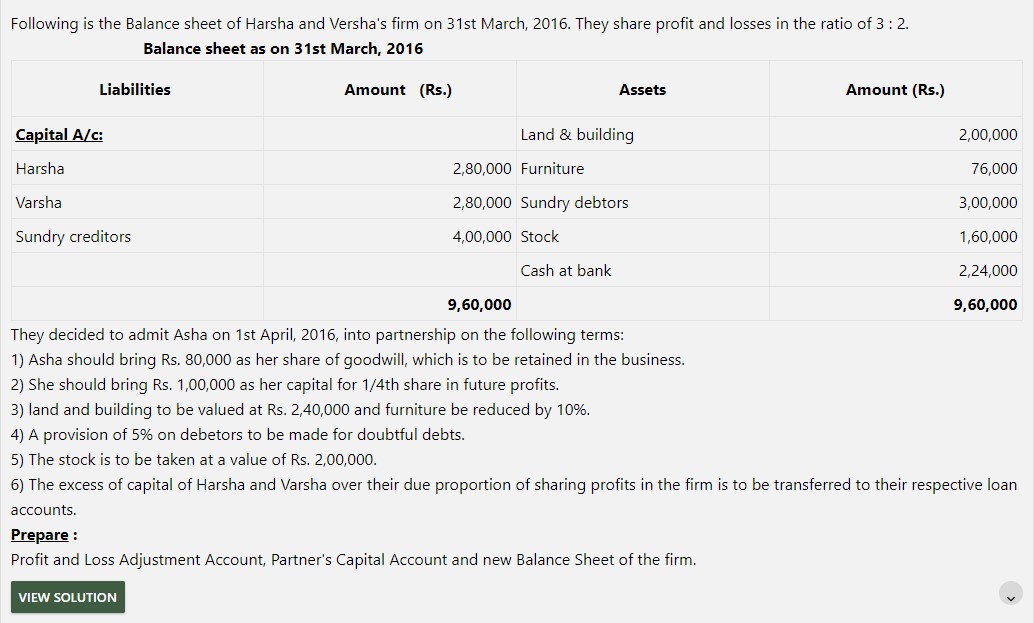 Following is the Balance sheet of Harsha and Versha's firm on 31st March, 2016. They share profit and losses in the ratio of 3 : 2.
Balance sheet as on 31st March, 2016
Liabilities Amount (Rs.) Assets Amount (Rs.)
Capital A/c: Land & building 2,00,000
Harsha 2,80,000 Furniture 76,000
Varsha 2,80,000 Sundry debtors 3,00,000
Sundry creditors 4,00,000 Stock 1,60,000
Cash at bank 2,24,000
9,60,000 9,60,000
They decided to admit Asha on 1st April, 2016, into partnership on the following terms:
1) Asha should bring Rs. 80,000 as her share of goodwill, which is to be retained in the business.
2) She should bring Rs. 1,00,000 as her capital for 1/4th share in future profits.
3) land and building to be valued at Rs. 2,40,000 and furniture be reduced by 10%.
4) A provision of 5% on debetors to be made for doubtful debts.
5) The stock is to be taken at a value of Rs. 2,00,000.
6) The excess of capital of Harsha and Varsha over their due proportion of sharing profits in the firm is to be transferred to their respective loan
accounts.
Prepare :
Profit and Loss Adjustment Account, Partner's Capital Account and new Balance Sheet of the firm.
VIEW SOLUTION